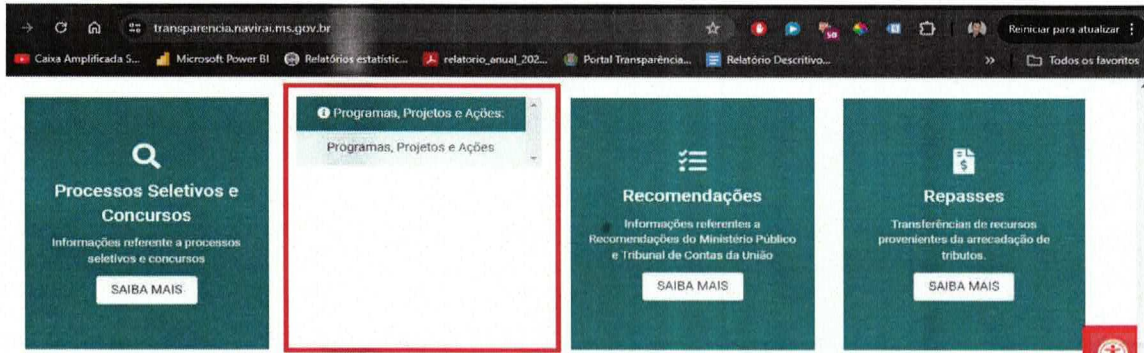 transparencia.navirai.ms.gov.br
50
Reiniciar para atualizar
Caixa Amplificada S...
Microsoft Power BI
Relatórios estatístic...
relatorio_anual_202...
Portal Transparência...
Relatório Descritivo...
»
Todos os favoritos
Processos Seletivos e
Concursos
Informações referente a processos
seletivos e concursos
SAIBA MAIS
Programas, Projetos e Ações:
Programas, Projetos e Ações
Recomendações
Informações referentes a
Recomendações do Ministério Público
e Tribunal de Contas da União
SAIBA MAIS
Repasses
Transferências de recursos
provenientes da arrecadação de
tributos.
SAIBA MAIS